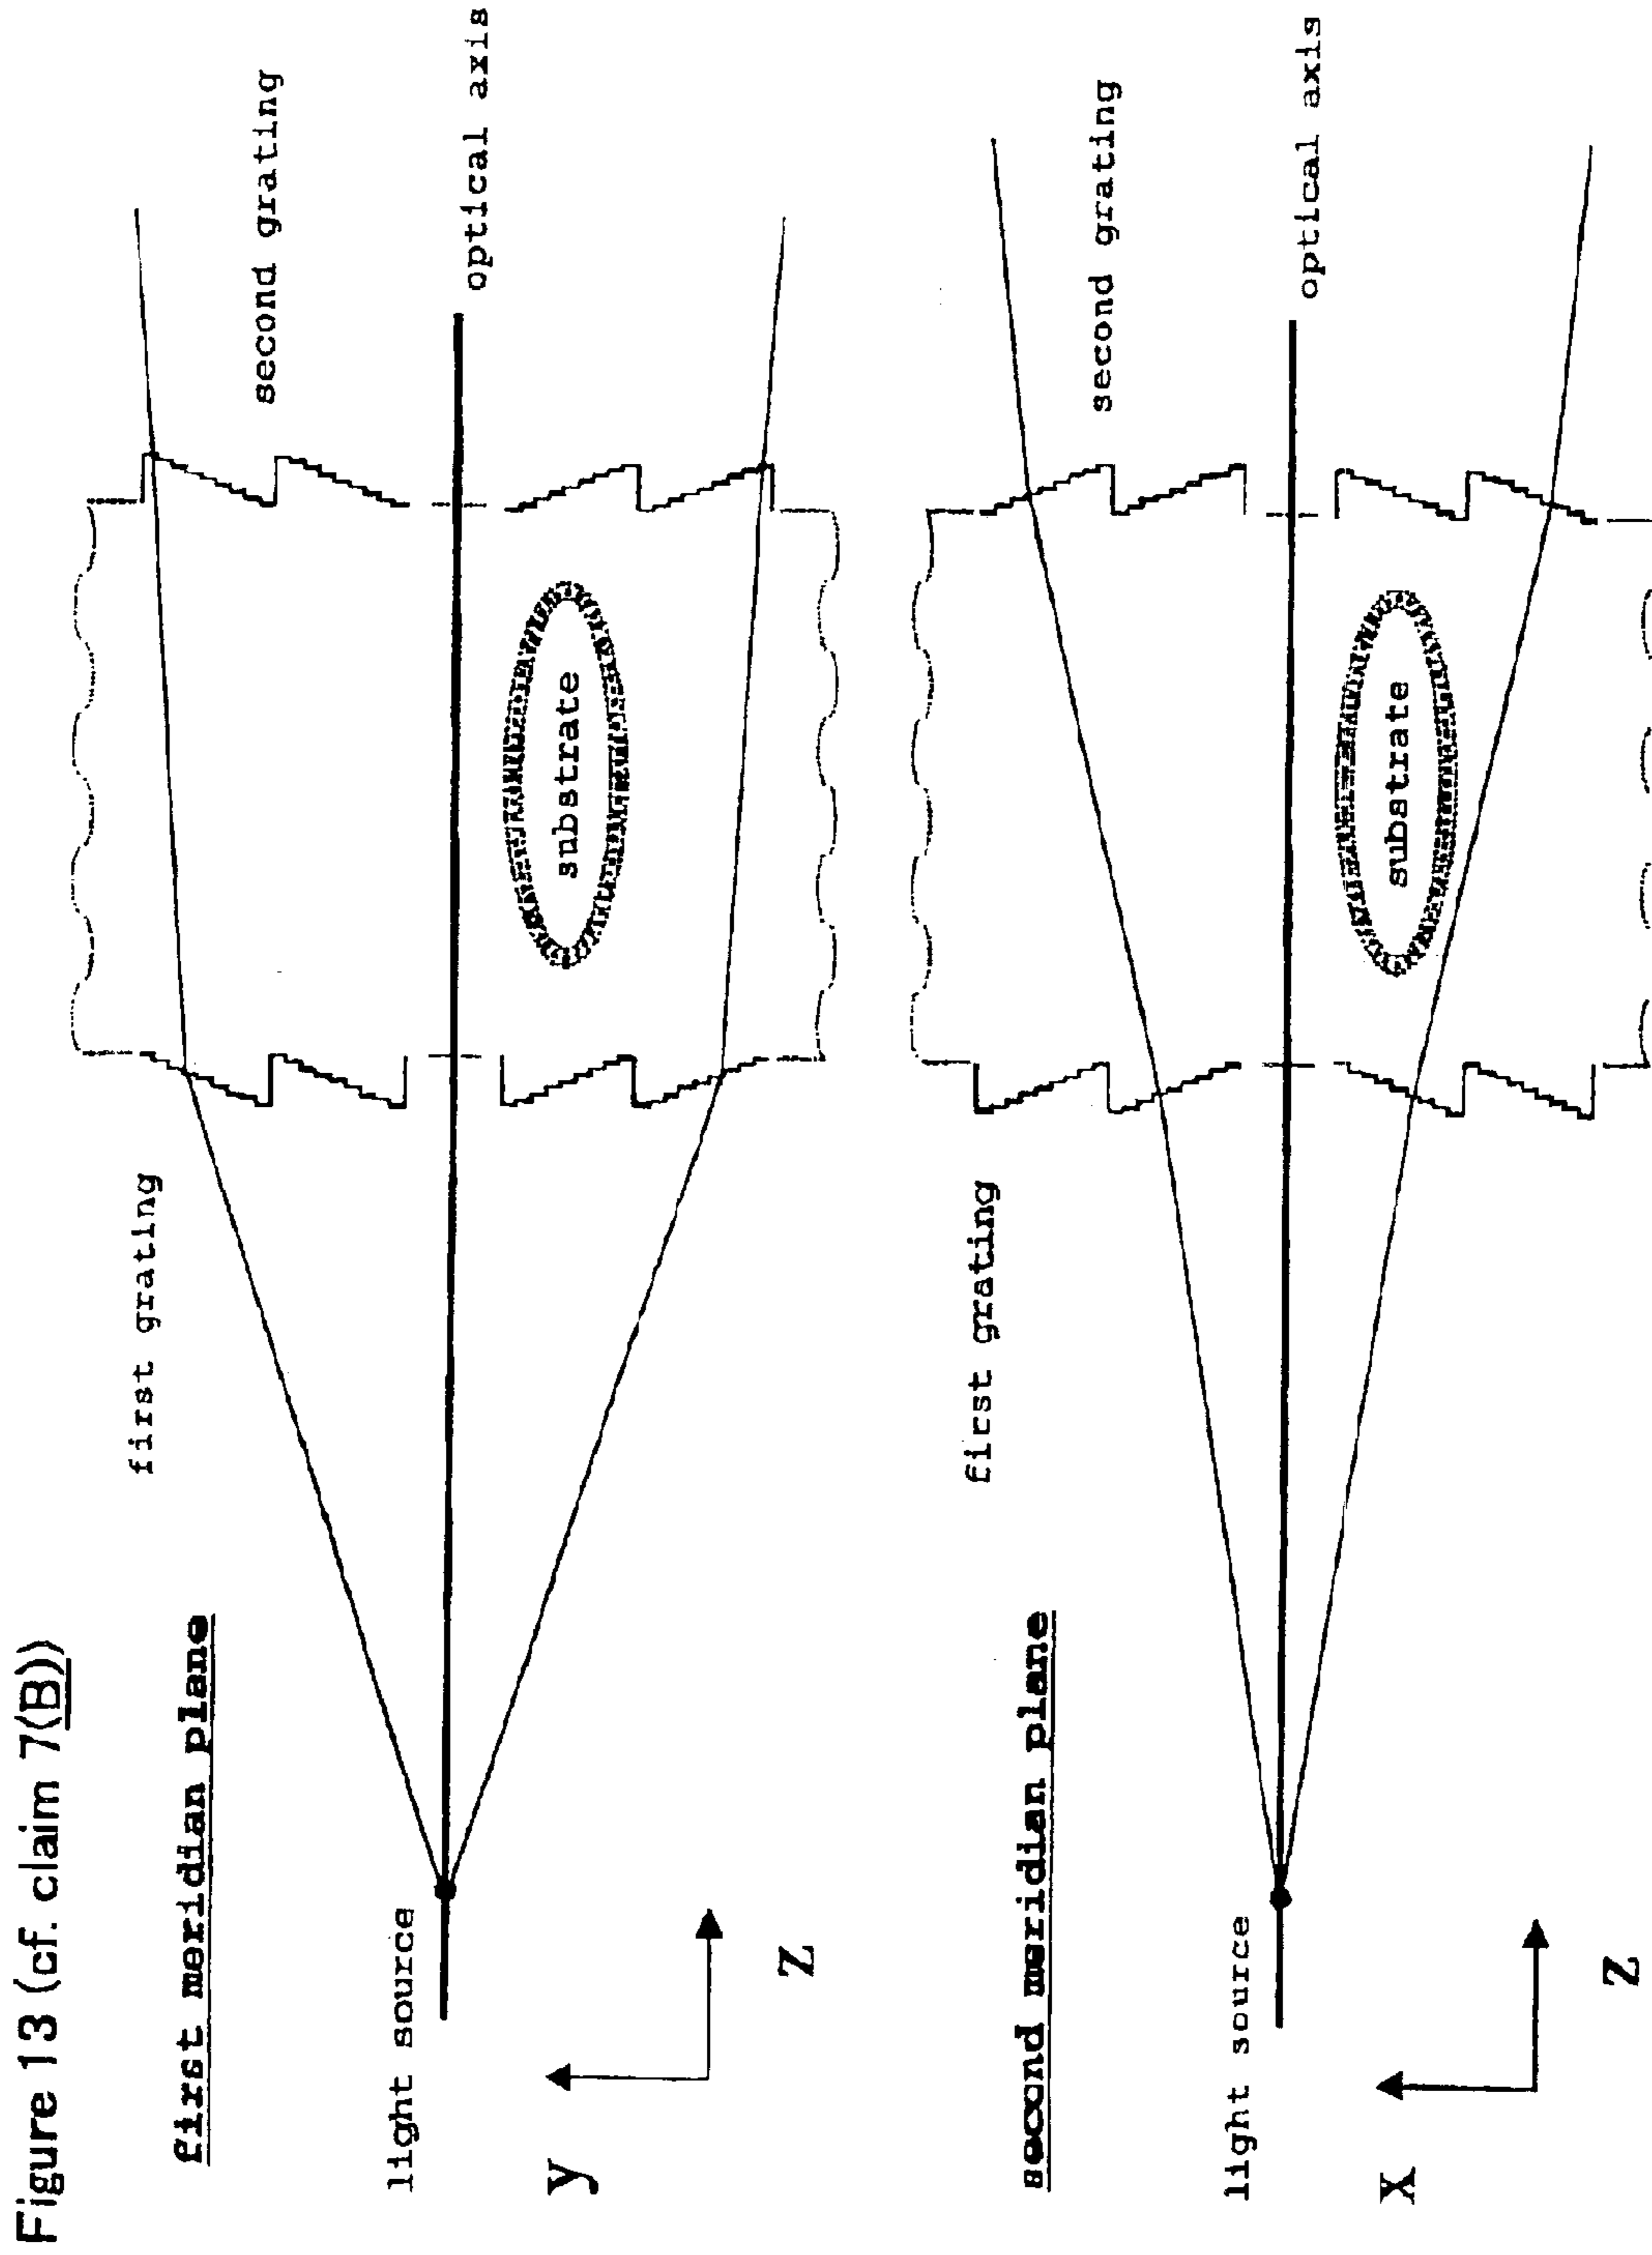 Figure 13 (cf. claim 7(B))
first meridian plane
light source
first grating
second grating
optical axis
substrate
y
Z
second meridian plane
light source
first grating
second grating
optical axis
substrate
X
Z